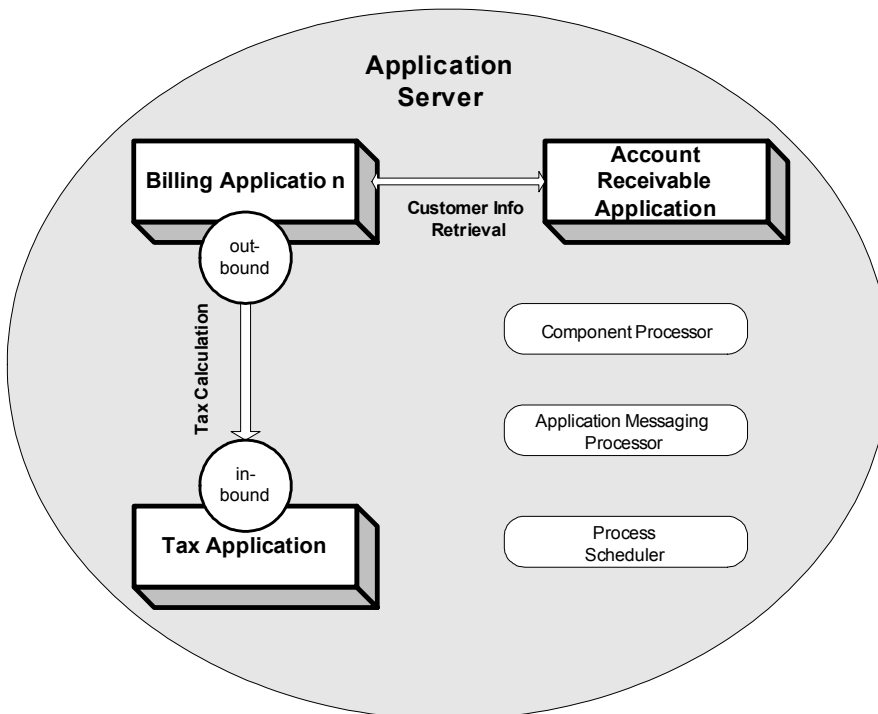 Application
Server
Billing Applicatio n
Account
Receivable
Application
Customer Info
Retrieval
out-
bound
Tax Calculation
Component Processor
Application Messaging
Processor
in-
bound
Tax Application
Process
Scheduler